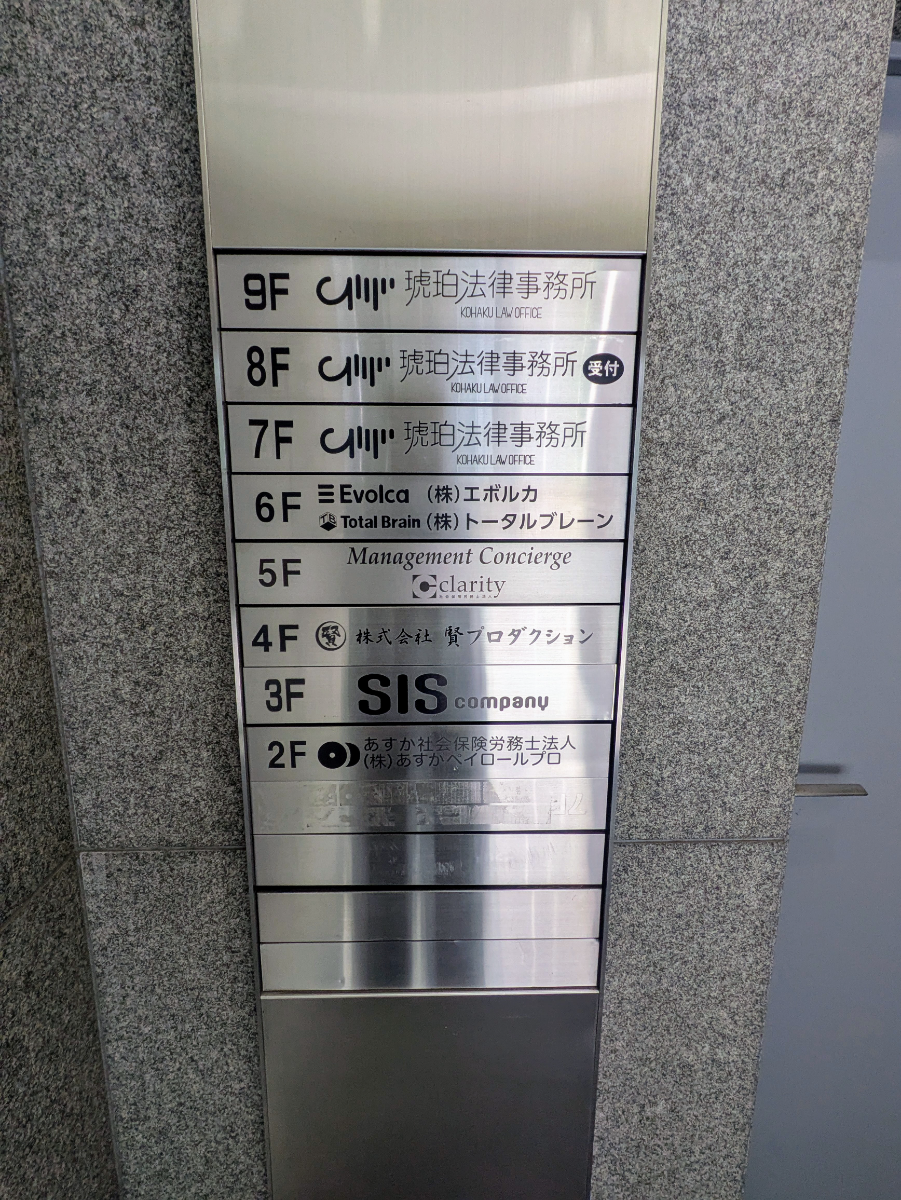 9F 琥珀法律事務所
KOHAKU LAW OFFICE
8F 琥珀法律事務所 受付
KOHAKU LAW OFFICE
7F 琥珀法律事務所
KOHAKU LAW OFFICE
6F Evolca (株)エボルカ
Total Brain (株)トータルブレーン
5F Management Concierge
clarity
4F 賢 株式会社 賢プロダクション
3F SIS company
2F あすか社会保険労務士法人
(株)あすかペイロールプロ